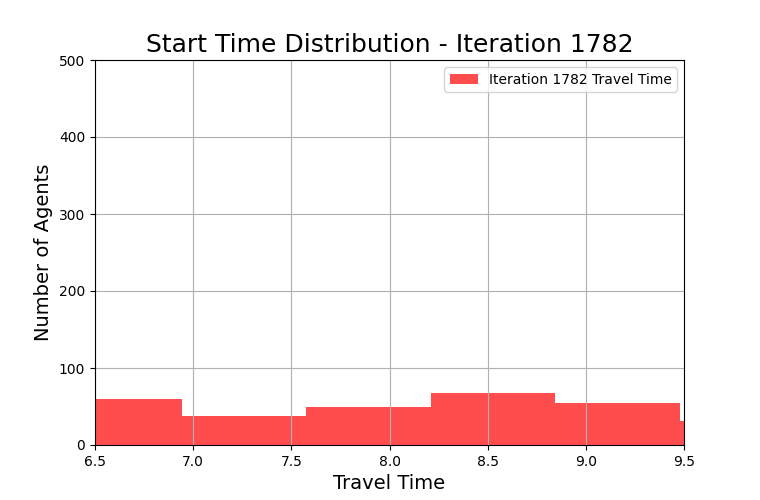 Start Time Distribution - Iteration 1782
500
Iteration 1782 Travel Time
400
300
200
100
0
Number of Agents
6.5 7.0 7.5 8.0 8.5 9.0 9.5
Travel Time